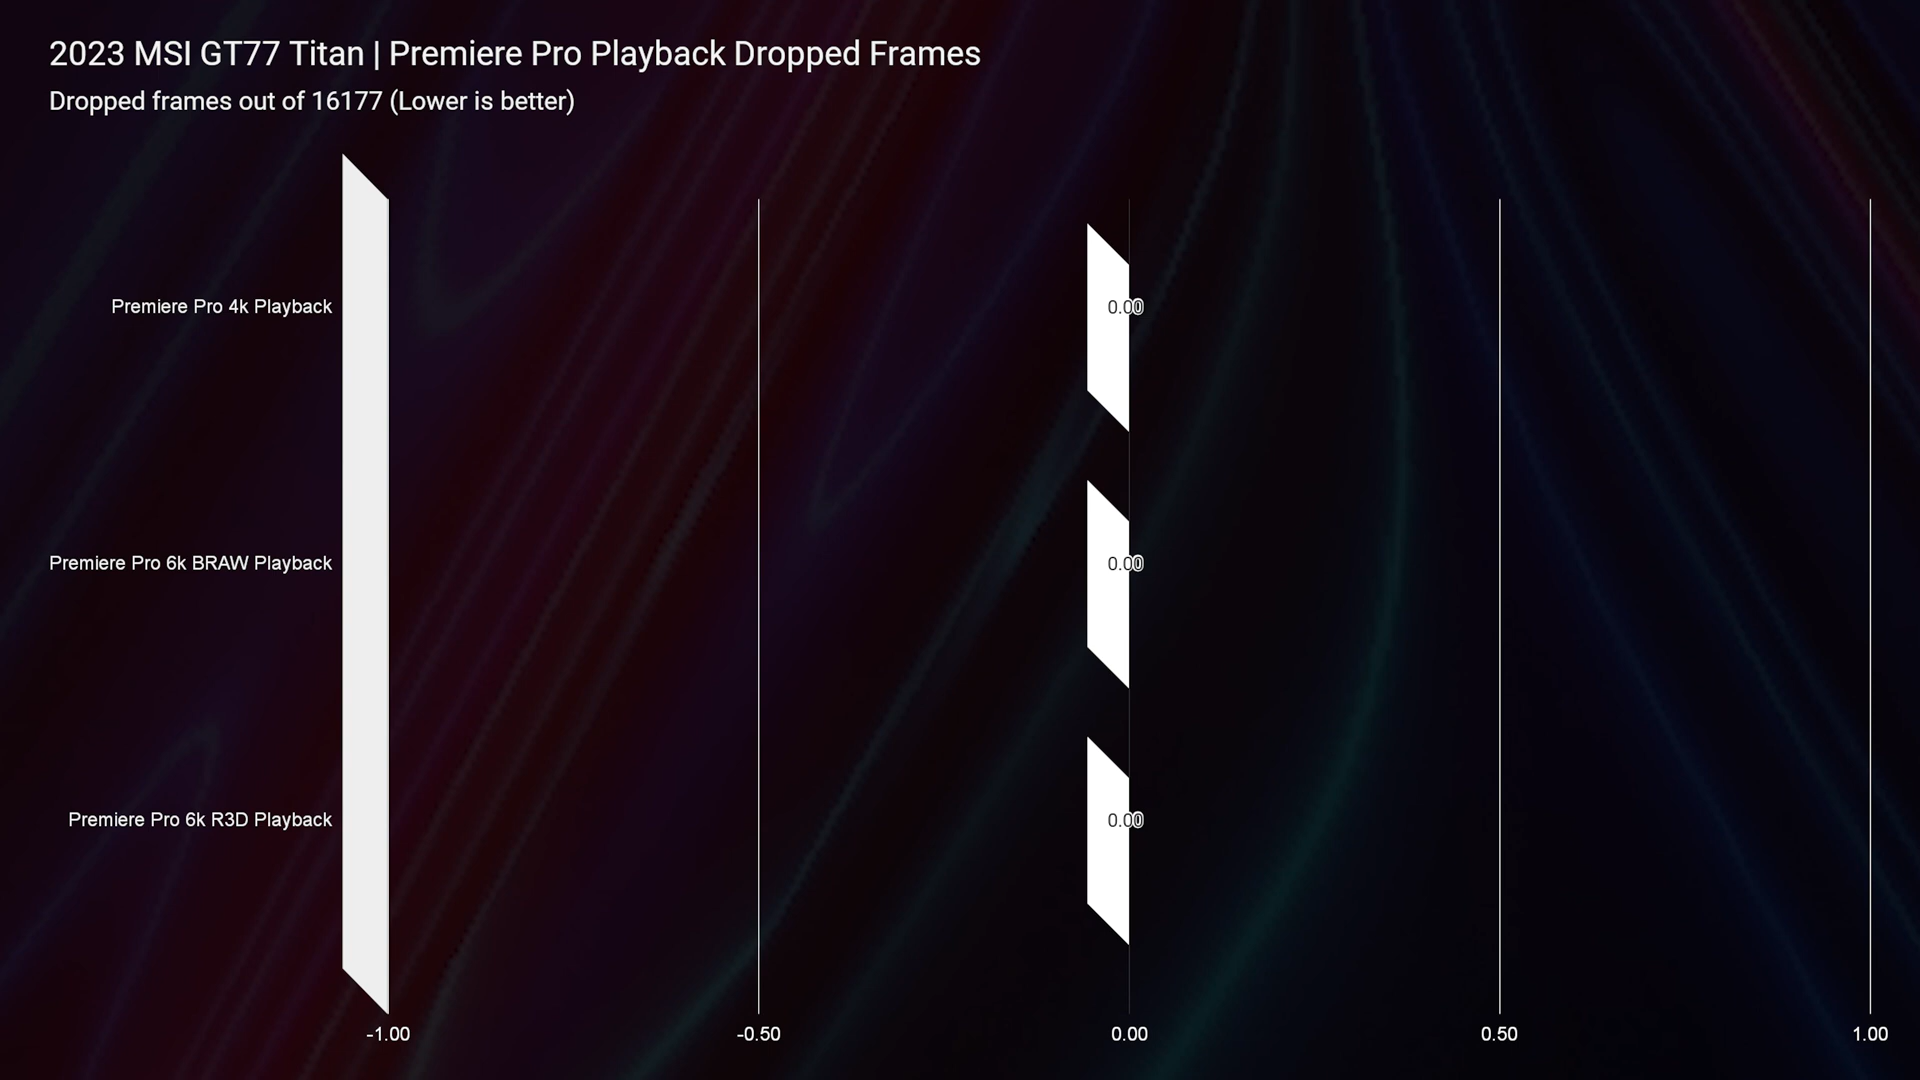 2023 MSI GT77 Titan | Premiere Pro Playback Dropped Frames
Dropped frames out of 16177 (Lower is better)
Premiere Pro 4k Playback
0.00
Premiere Pro 6k BRAW Playback
0.00
Premiere Pro 6k R3D Playback
0.00
-1.00 -0.50 0.00 0.50 1.00